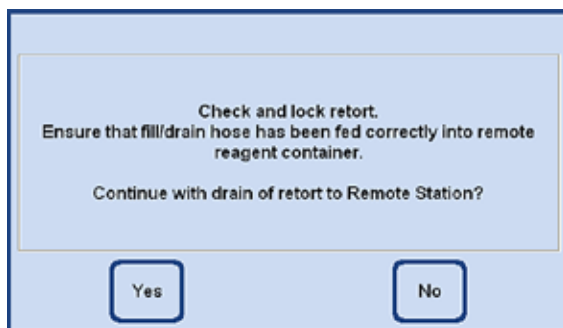 Check and lock retort.
Ensure that fill/drain hose has been fed correctly into remote
reagent container.
Continue with drain of retort to Remote Station?
Yes
No